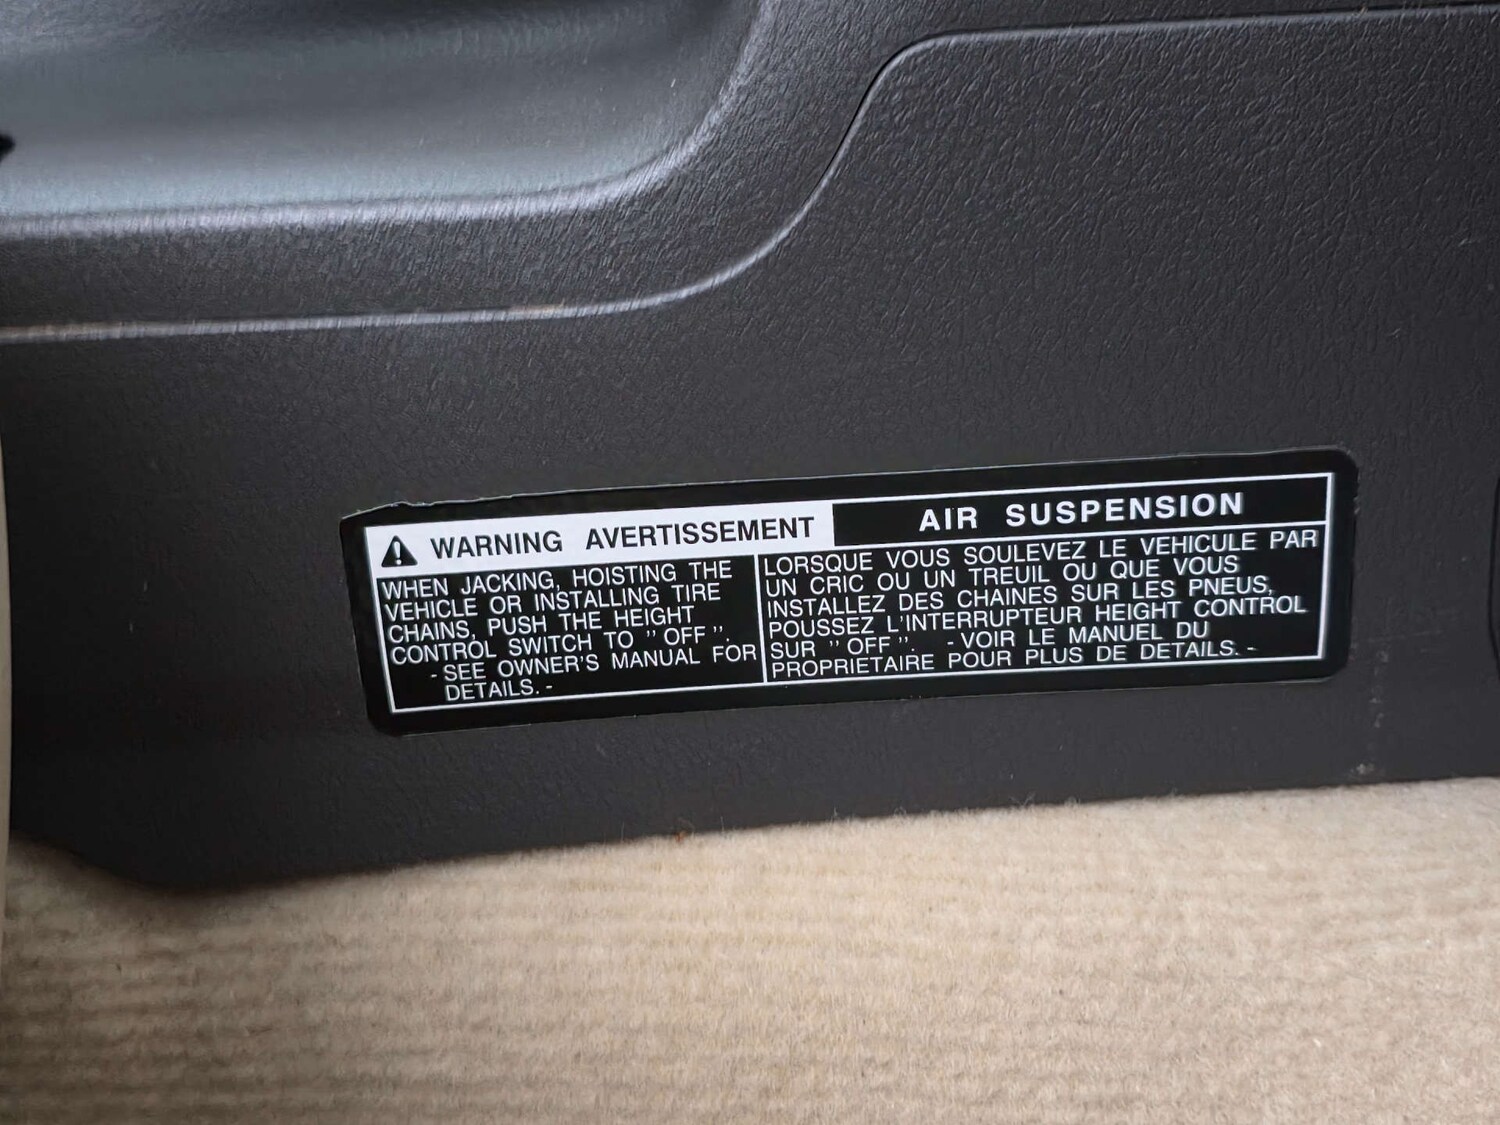 WARNING AVERTISSEMENT
AIR SUSPENSION
WHEN JACKING, HOISTING THE
VEHICLE OR INSTALLING TIRE
CHAINS, PUSH THE HEIGHT
CONTROL SWITCH TO "OFF".
- SEE OWNER'S MANUAL FOR
DETAILS. -
LORSQUE VOUS SOULEVEZ LE VEHICULE PAR
UN CRIC OU UN TREUIL OU QUE VOUS
INSTALLEZ DES CHAINES SUR LES PNEUS,
POUSSEZ L'INTERRUPTEUR HEIGHT CONTROL
SUR "OFF". - VOIR LE MANUEL DU
PROPRIETAIRE POUR PLUS DE DETAILS. -